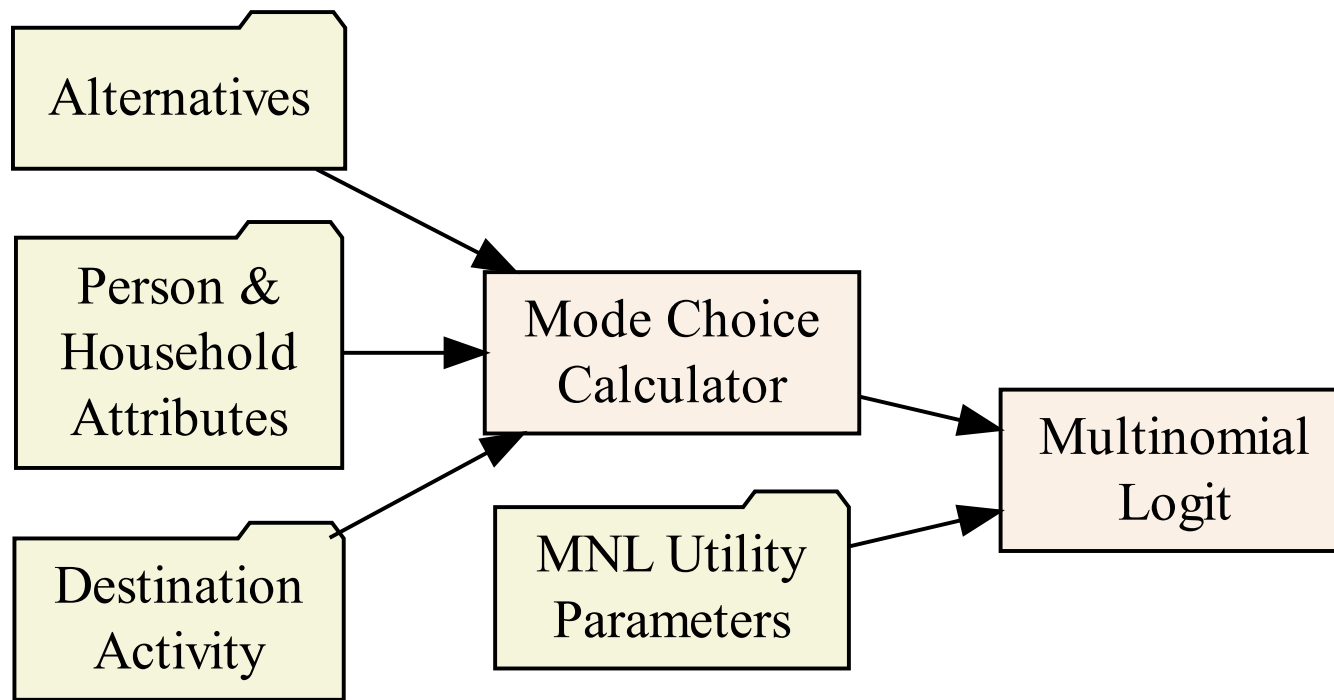 Alternatives
Person &
Household
Attributes
Destination
Activity
Mode Choice
Calculator
MNL Utility
Parameters
Multinomial
Logit